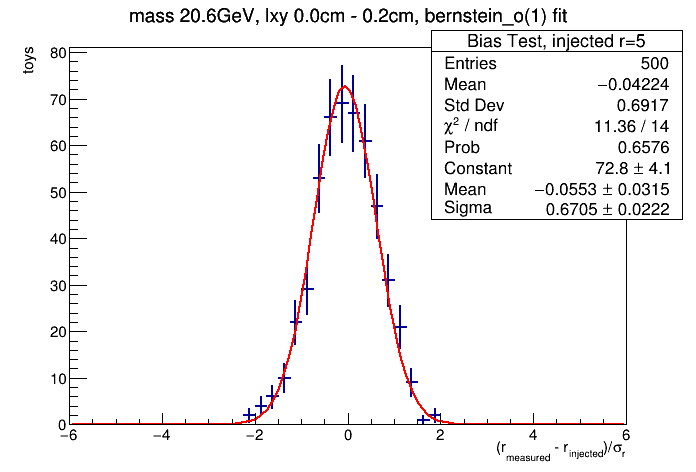 mass 20.6GeV, lxy 0.0cm - 0.2cm, bernstein_o(1) fit
Bias Test, injected r=5
Entries 500
Mean −0.04224
Std Dev 0.6917
χ² / ndf 11.36 / 14
Prob 0.6576
Constant 72.8 ± 4.1
Mean −0.0553 ± 0.0315
Sigma 0.6705 ± 0.0222
toys
80
70
60
50
40
30
20
10
0
−6 −4 −2 0 2 4 6
(r_measured - r_injected)/σ_r